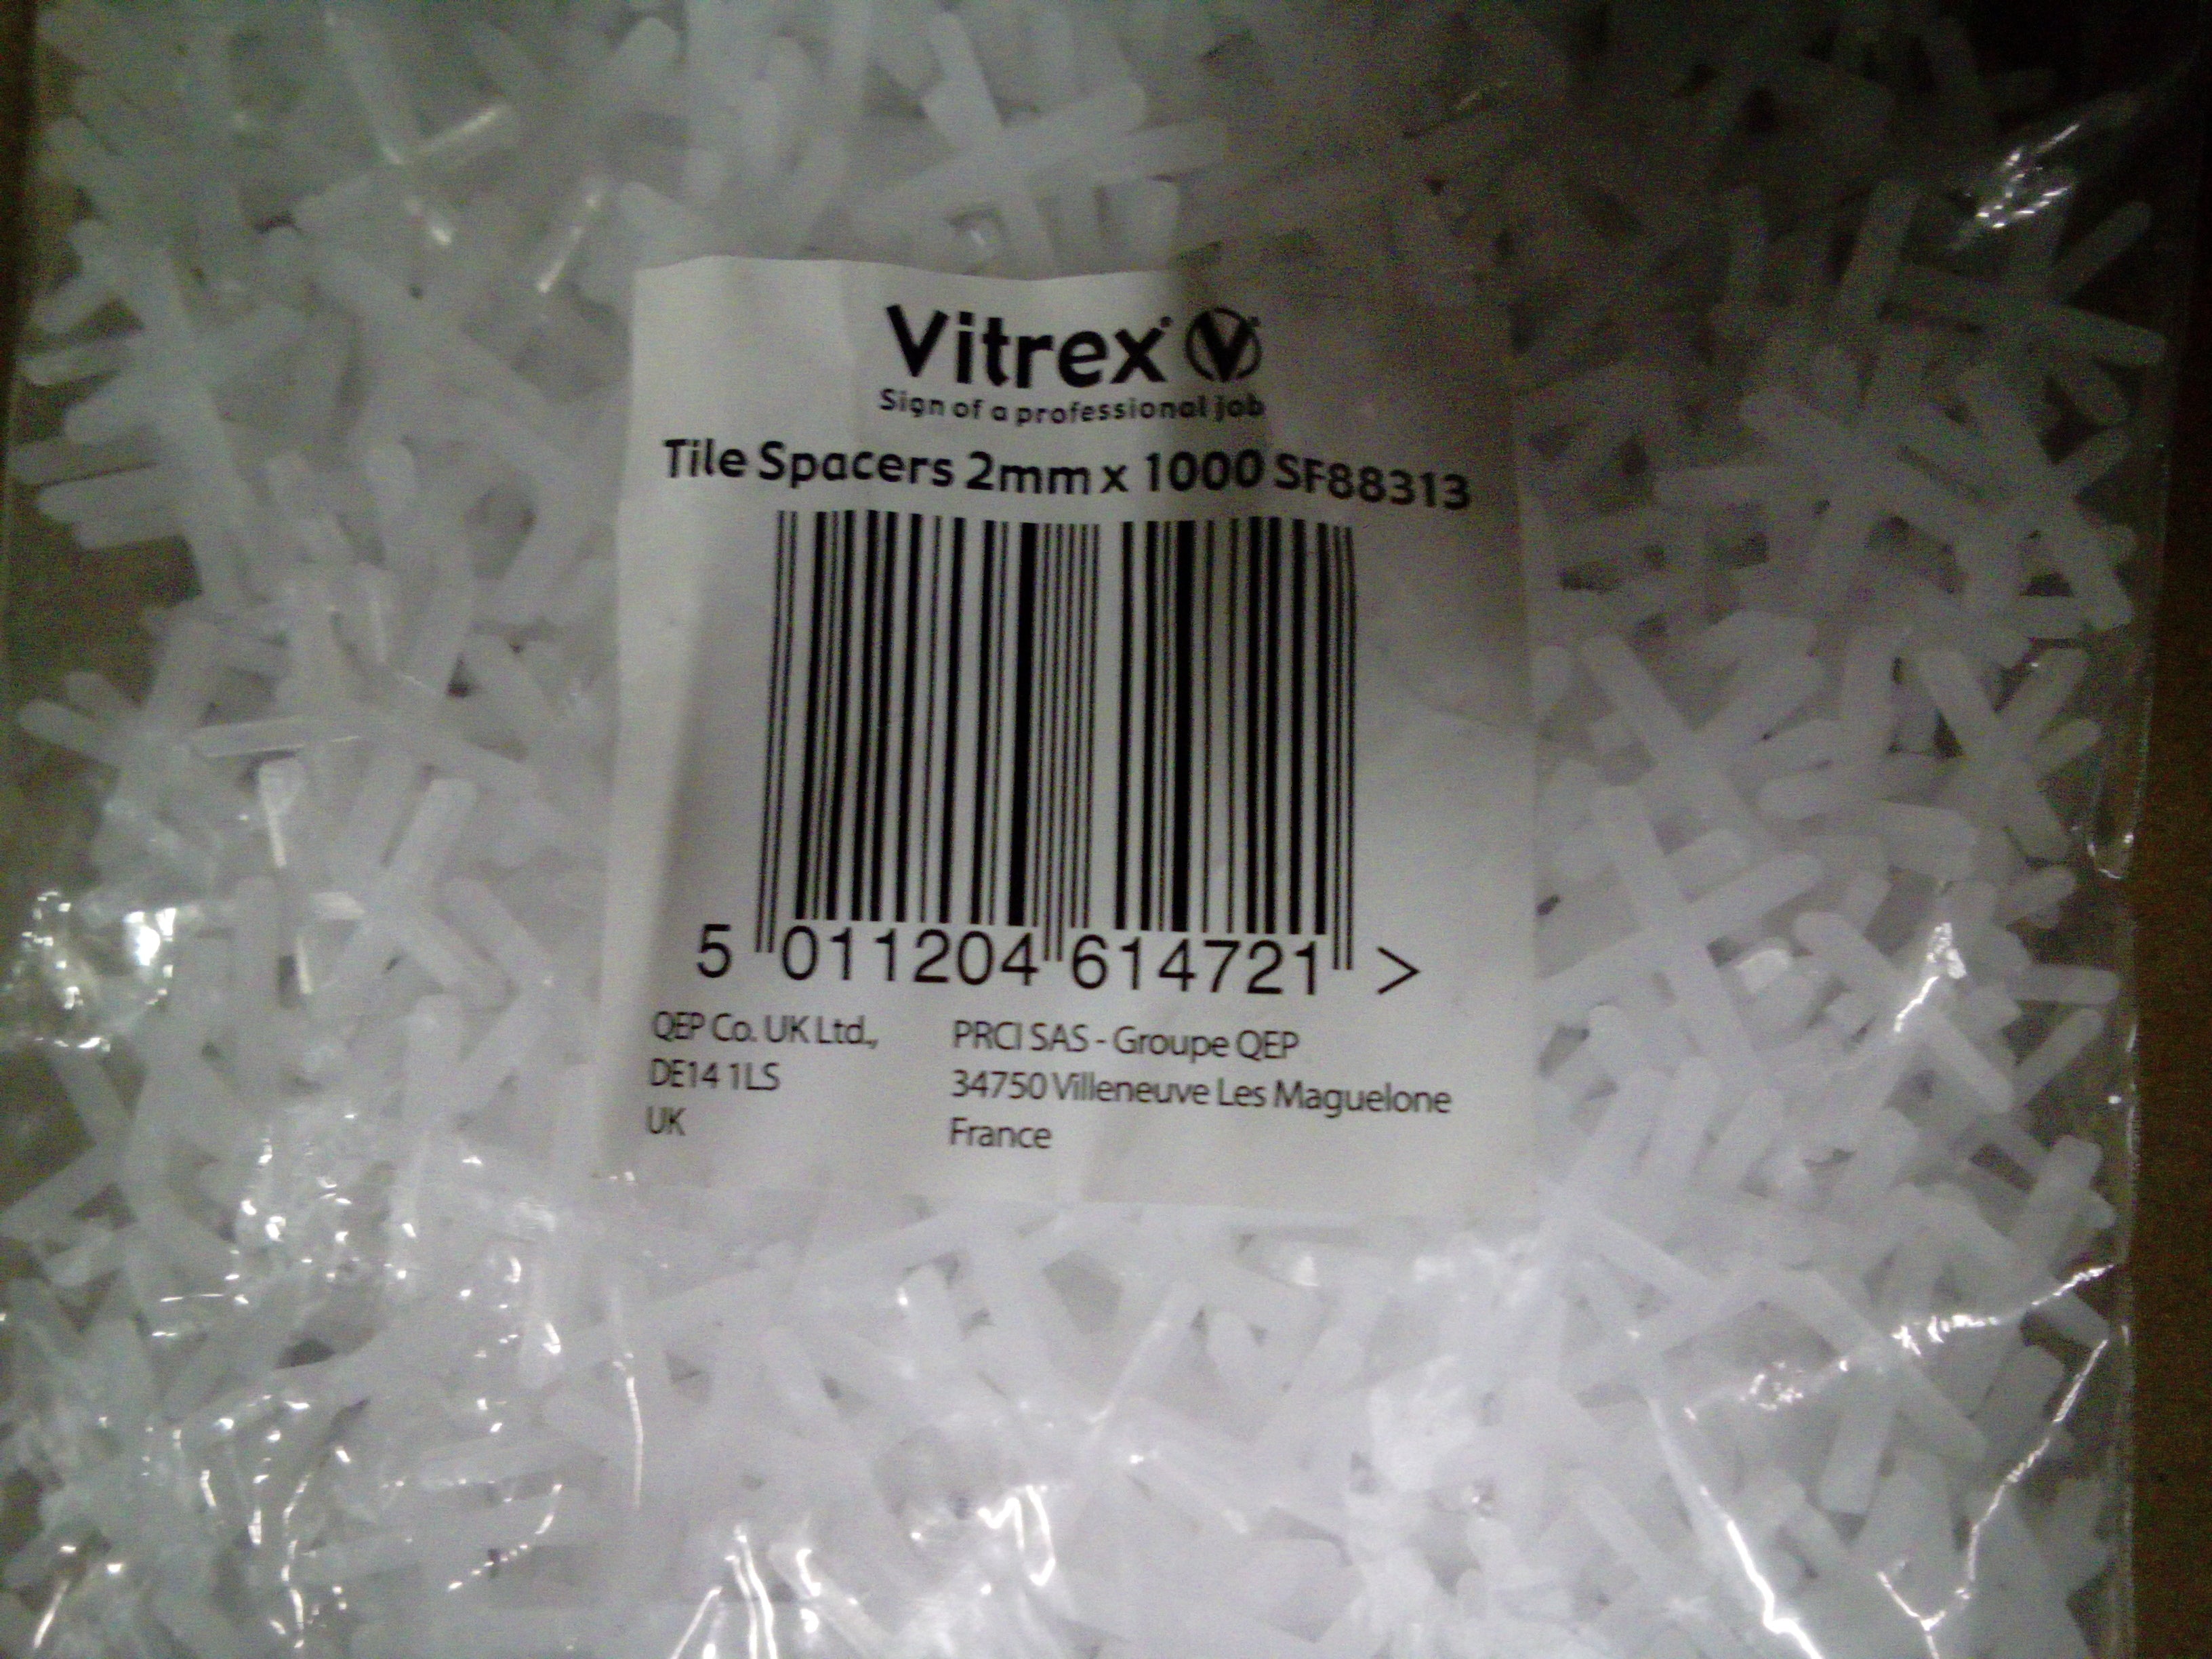 Vitrex® V®
Sign of a professional job
Tile Spacers 2mm x 1000 SF88313
5 011204 614721 >
QEP Co. UK Ltd.,
DE14 1LS
UK
PRCI SAS - Groupe QEP
34750 Villeneuve Les Maguelone
France